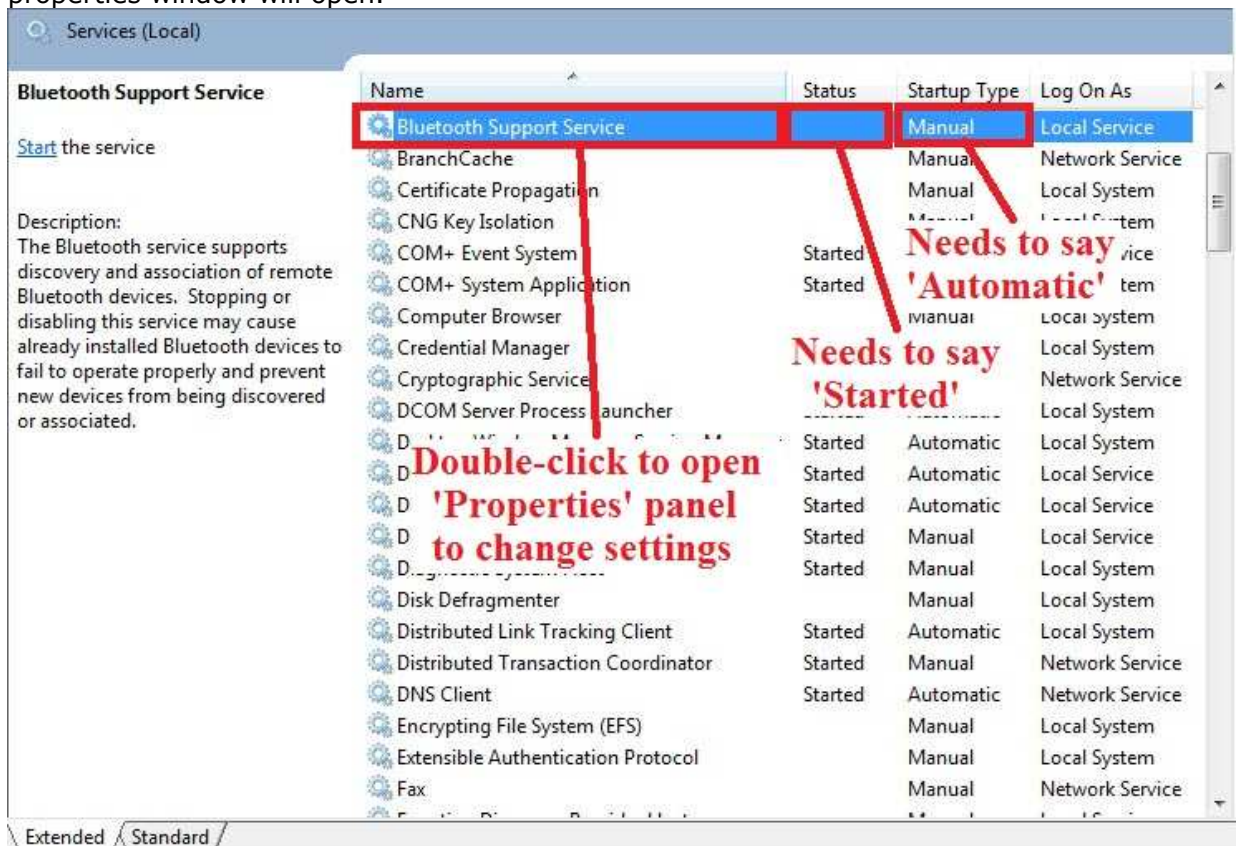 properties window will open.
Services (Local)
Bluetooth Support Service
Start the service
Description:
The Bluetooth service supports
discovery and association of remote
Bluetooth devices. Stopping or
disabling this service may cause
already installed Bluetooth devices to
fail to operate properly and prevent
new devices from being discovered
or associated.
Name Status Startup Type Log On As
Bluetooth Support Service Manual Local Service
BranchCache Manual Network Service
Certificate Propagation Manual Local System
CNG Key Isolation
COM+ Event System Started
COM+ System Application Started
Computer Browser Manual Local System
Credential Manager Local System
Cryptographic Service Network Service
DCOM Server Process Launcher Local System
Started Automatic Local System
Started Automatic Local Service
Started Automatic Local Service
Started Manual Local Service
Started Manual Local System
Disk Defragmenter Manual Local System
Distributed Link Tracking Client Started Automatic Local System
Distributed Transaction Coordinator Started Manual Network Service
DNS Client Started Automatic Network Service
Encrypting File System (EFS) Manual Local System
Extensible Authentication Protocol Manual Local System
Fax Manual Network Service
Needs to say
'Automatic'
Needs to say
'Started'
Double-click to open
'Properties' panel
to change settings
Extended Standard